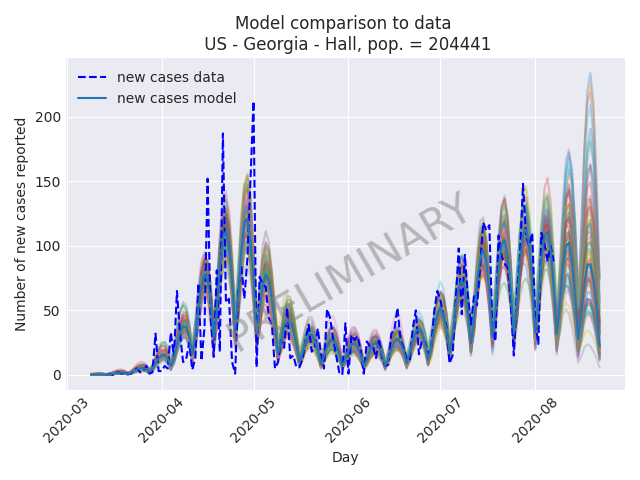 Model comparison to data
US - Georgia - Hall, pop. = 204441
new cases data
new cases model
PRELIMINARY
Number of new cases reported
200
150
100
50
0
2020-03
2020-04
2020-05
2020-06
2020-07
2020-08
Day